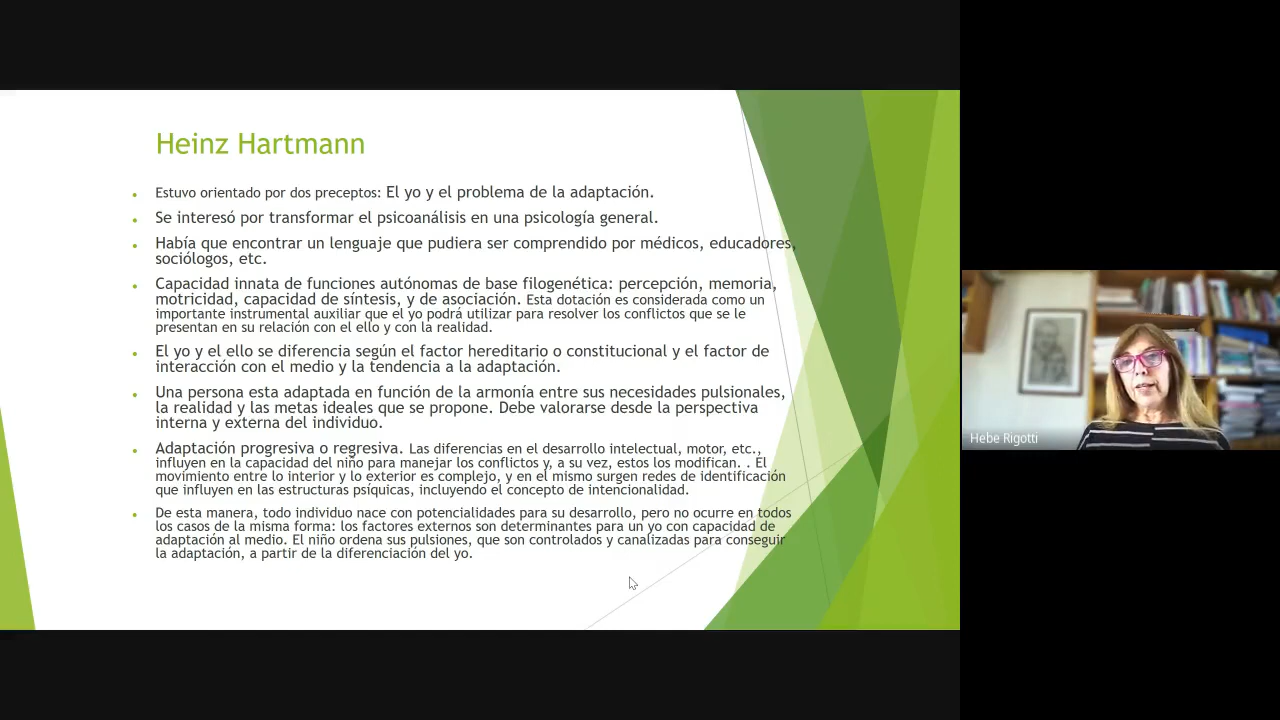 Heinz Hartmann
Estuvo orientado por dos preceptos: El yo y el problema de la adaptación.
Se interesó por transformar el psicoanálisis en una psicología general.
Había que encontrar un lenguaje que pudiera ser comprendido por médicos, educadores,
sociólogos, etc.
Capacidad innata de funciones autónomas de base filogenética: percepción, memoria,
motricidad, capacidad de síntesis, y de asociación. Esta dotación es considerada como un
importante instrumental auxiliar que el yo podrá utilizar para resolver los conflictos que se le
presentan en su relación con el ello y con la realidad.
El yo y el ello se diferencia según el factor hereditario o constitucional y el factor de
interacción con el medio y la tendencia a la adaptación.
Una persona esta adaptada en función de la armonía entre sus necesidades pulsionales,
la realidad y las metas ideales que se propone. Debe valorarse desde la perspectiva
interna y externa del individuo.
Adaptación progresiva o regresiva. Las diferencias en el desarrollo intelectual, motor, etc.,
influyen en la capacidad del niño para manejar los conflictos y, a su vez, estos los modifican. . El
movimiento entre lo interior y lo exterior es complejo, y en el mismo surgen redes de identificación
que influyen en las estructuras psíquicas, incluyendo el concepto de intencionalidad.
De esta manera, todo individuo nace con potencialidades para su desarrollo, pero no ocurre en todos
los casos de la misma forma: los factores externos son determinantes para un yo con capacidad de
adaptación al medio. El niño ordena sus pulsiones, que son controlados y canalizadas para conseguir
la adaptación, a partir de la diferenciación del yo.
Hebe Rigotti